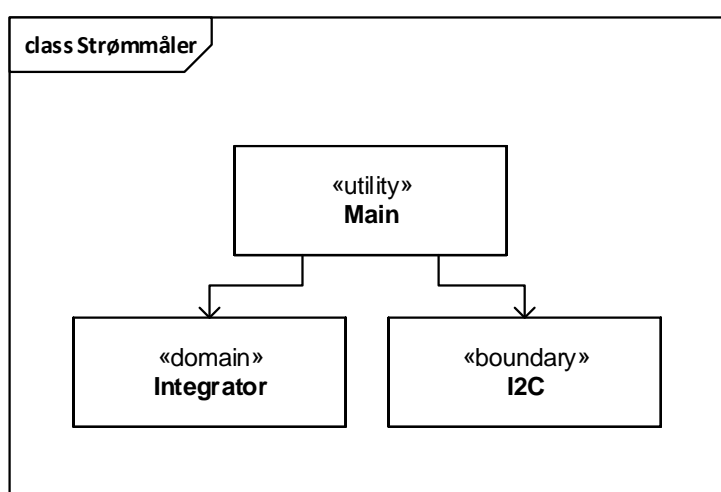 class Strømmåler
«utility»
Main
«domain»
Integrator
«boundary»
I2C